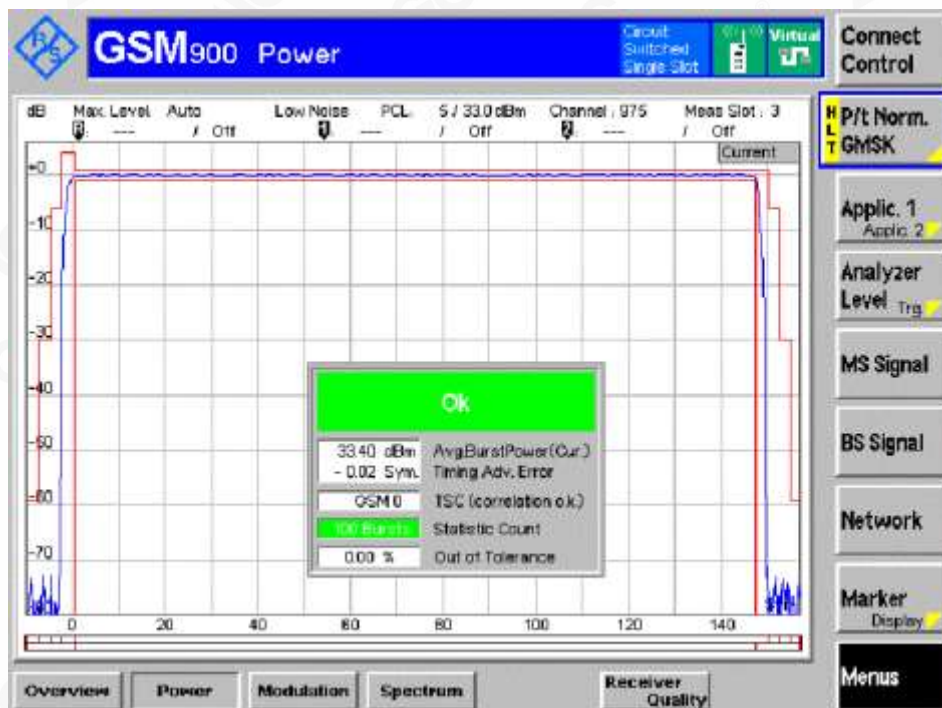 R S
GSM900 Power
Circuit
Switched
Single Slot
Virtual
Connect
Control
dB Max. Level Auto Low Noise PCL: 5 / 33.0 dBm Channel : 975 Meas Slot : 3
--- / Off --- / Off --- / Off
Current
+0
-10
-20
-30
-40
-50
-60
-70
0 20 40 60 80 100 120 140
Ok
33.40 dBm Avg.BurstPower(Cur.)
- 0.02 Sym. Timing Adv. Error
GSM 0 TSC (correlation o.k.)
100 Bursts Statistic Count
0.00 % Out of Tolerance
HLT
P/t Norm.
GMSK
Applic. 1
Applic. 2
Analyzer
Level Trg.
MS Signal
BS Signal
Network
Marker
Display
Menus
Overview Power Modulation Spectrum Receiver
Quality